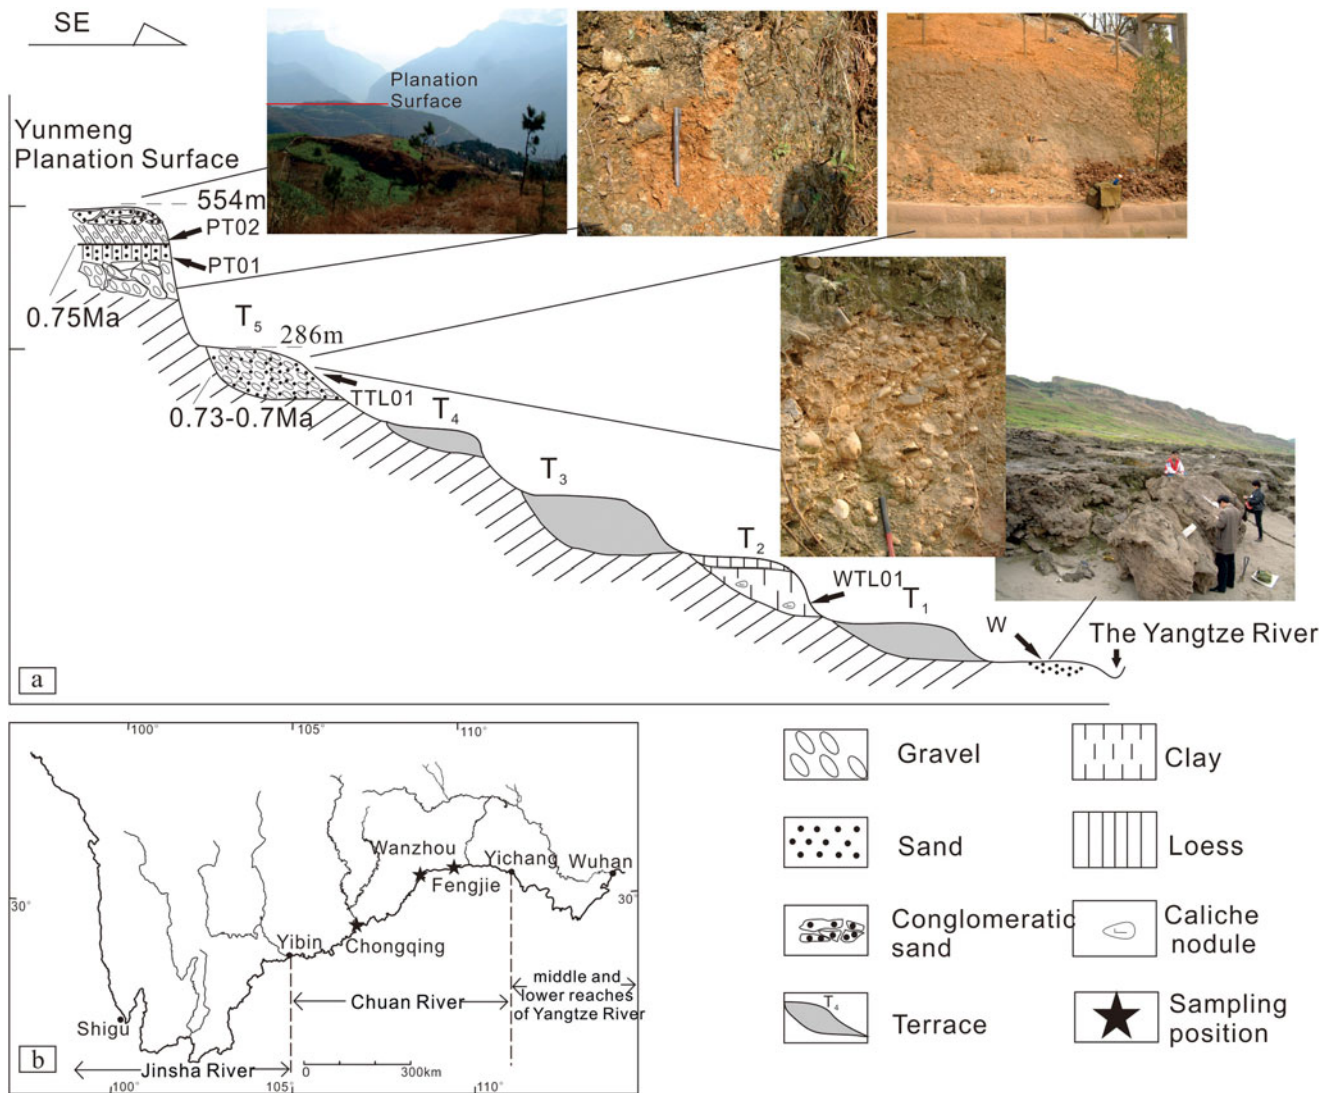 SE
Planation
Surface
Yunmeng
Planation Surface
554m
PT02
PT01
0.75Ma
T5
286m
TTL01
0.73-0.7Ma
T4
T3
T2
WTL01
T1
W
The Yangtze River
a
100°
105°
110°
Wanzhou
Yichang
Wuhan
Fengjie
30°
30°
Chongqing
Yibin
middle and
lower reaches
of Yangtze River
Chuan River
Shigu
b
Jinsha River
0
300km
100°
105°
110°
Gravel
Clay
Sand
Loess
Conglomeratic
sand
Caliche
nodule
T4
Terrace
Sampling
position